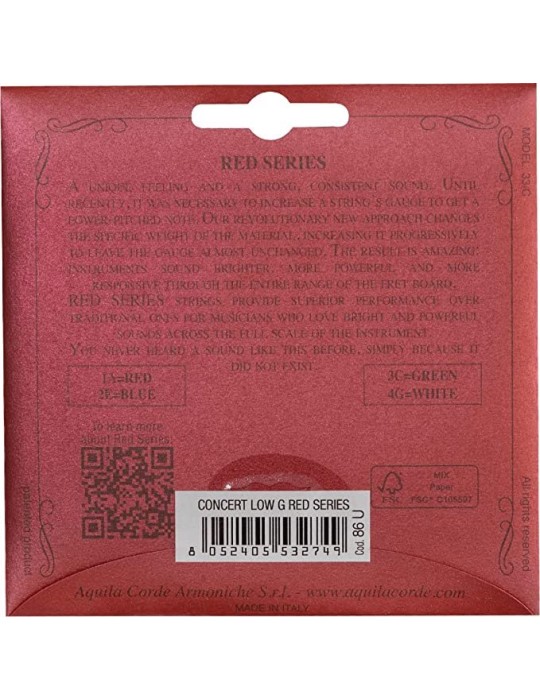 RED SERIES
A UNIQUE FEELING AND A STRONG, CONSISTENT SOUND. UNTIL
RECENTLY, IT WAS NECESSARY TO INCREASE A STRING'S GAUGE TO GET A
POWER-PITCHED NOTE. OUR REVOLUTIONARY NEW APPROACH CHANGES
THE SPECIFIC WEIGHT OF THE MATERIAL, INCREASING IT PROGRESSIVELY
TO LEAVE THE GAUGE ALMOST UNCHANGED. THE RESULT IS AMAZING:
INSTRUMENTS SOUND BRIGHTER, MORE POWERFUL, AND MORE
RESPONSIVE THROUGH THE ENTIRE RANGE OF THE FRET BOARD.
RED SERIES STRINGS PROVIDE SUPERIOR PERFORMANCE OVER
TRADITIONAL ONES FOR MUSICIANS WHO LOVE BRIGHT AND POWERFUL
SOUNDS ACROSS THE FULL SCALE OF THE INSTRUMENT.
YOU NEVER HEARD A SOUND LIKE THIS BEFORE, SIMPLY BECAUSE IT
DID NOT EXIST.
1A=RED
2E=BLUE
3C=GREEN
4G=WHITE
To learn more
about Red Series:
MIX
Paper
FSC
FSC® C105597
CONCERT LOW G RED SERIES
8 052405 532749
Cod. 86 U
patented product
All rights reserved
Aquila Corde Armoniche S.r.l. - www.aquilacorde.com
MADE IN ITALY